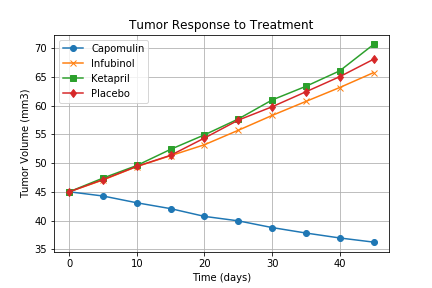 Tumor Response to Treatment
Capomulin
Infubinol
Ketapril
Placebo
Tumor Volume (mm3)
70
65
60
55
50
45
40
35
0
10
20
30
40
Time (days)